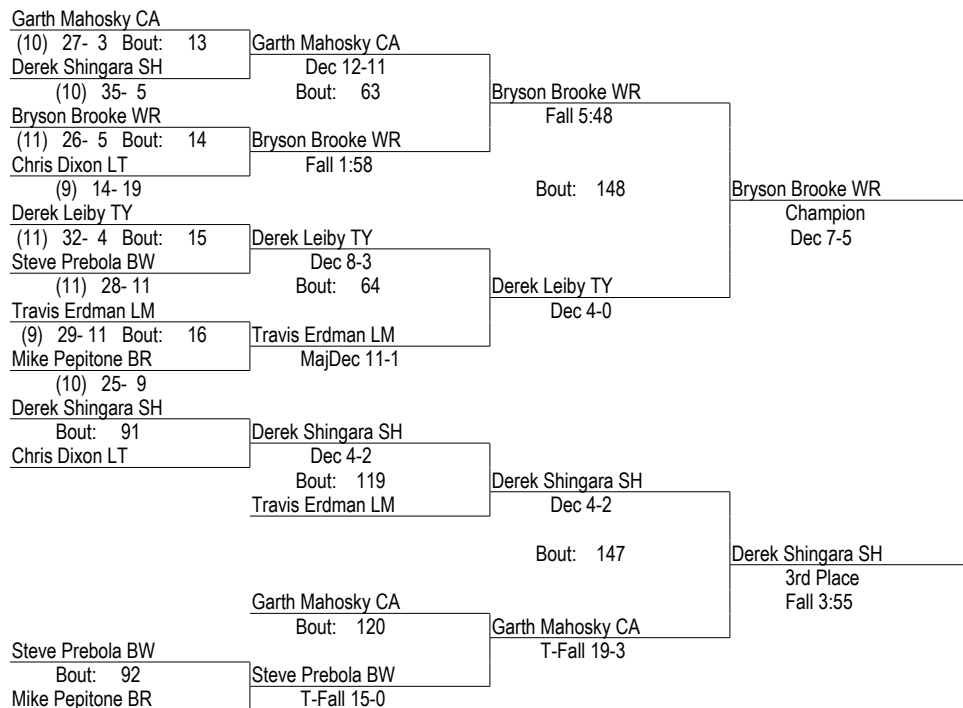 Garth Mahosky CA
(10) 27- 3 Bout: 13
Garth Mahosky CA
Derek Shingara SH
Dec 12-11
(10) 35- 5
Bout: 63
Bryson Brooke WR
Bryson Brooke WR
Fall 5:48
(11) 26- 5 Bout: 14
Bryson Brooke WR
Chris Dixon LT
Fall 1:58
(9) 14- 19
Bout: 148
Bryson Brooke WR
Derek Leiby TY
Champion
(11) 32- 4 Bout: 15
Derek Leiby TY
Dec 7-5
Steve Prebola BW
Dec 8-3
(11) 28- 11
Bout: 64
Derek Leiby TY
Travis Erdman LM
Dec 4-0
(9) 29- 11 Bout: 16
Travis Erdman LM
Mike Pepitone BR
MajDec 11-1
(10) 25- 9
Derek Shingara SH
Bout: 91
Derek Shingara SH
Chris Dixon LT
Dec 4-2
Bout: 119
Derek Shingara SH
Travis Erdman LM
Dec 4-2
Bout: 147
Derek Shingara SH
3rd Place
Garth Mahosky CA
Fall 3:55
Bout: 120
Garth Mahosky CA
Steve Prebola BW
T-Fall 19-3
Bout: 92
Steve Prebola BW
Mike Pepitone BR
T-Fall 15-0